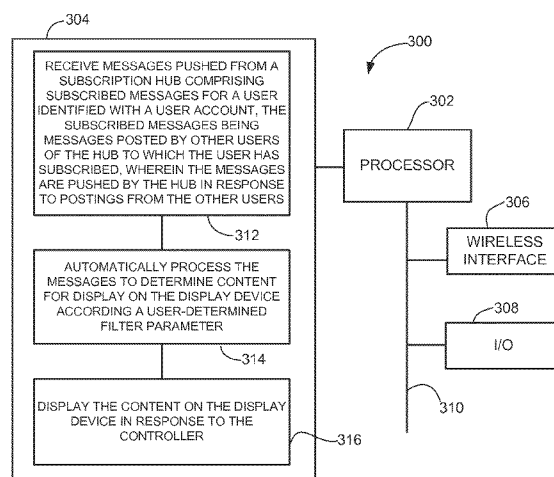 304
300
RECEIVE MESSAGES PUSHED FROM A
SUBSCRIPTION HUB COMPRISING
SUBSCRIBED MESSAGES FOR A USER
IDENTIFIED WITH A USER ACCOUNT, THE
SUBSCRIBED MESSAGES BEING
MESSAGES POSTED BY OTHER USERS
OF THE HUB TO WHICH THE USER HAS
SUBSCRIBED, WHEREIN THE MESSAGES
ARE PUSHED BY THE HUB IN RESPONSE
TO POSTINGS FROM THE OTHER USERS
312
AUTOMATICALLY PROCESS THE
MESSAGES TO DETERMINE CONTENT
FOR DISPLAY ON THE DISPLAY DEVICE
ACCORDING A USER-DETERMINED
FILTER PARAMETER
314
DISPLAY THE CONTENT ON THE DISPLAY
DEVICE IN RESPONSE TO THE
CONTROLLER
316
302
PROCESSOR
306
WIRELESS
INTERFACE
308
I/O
310